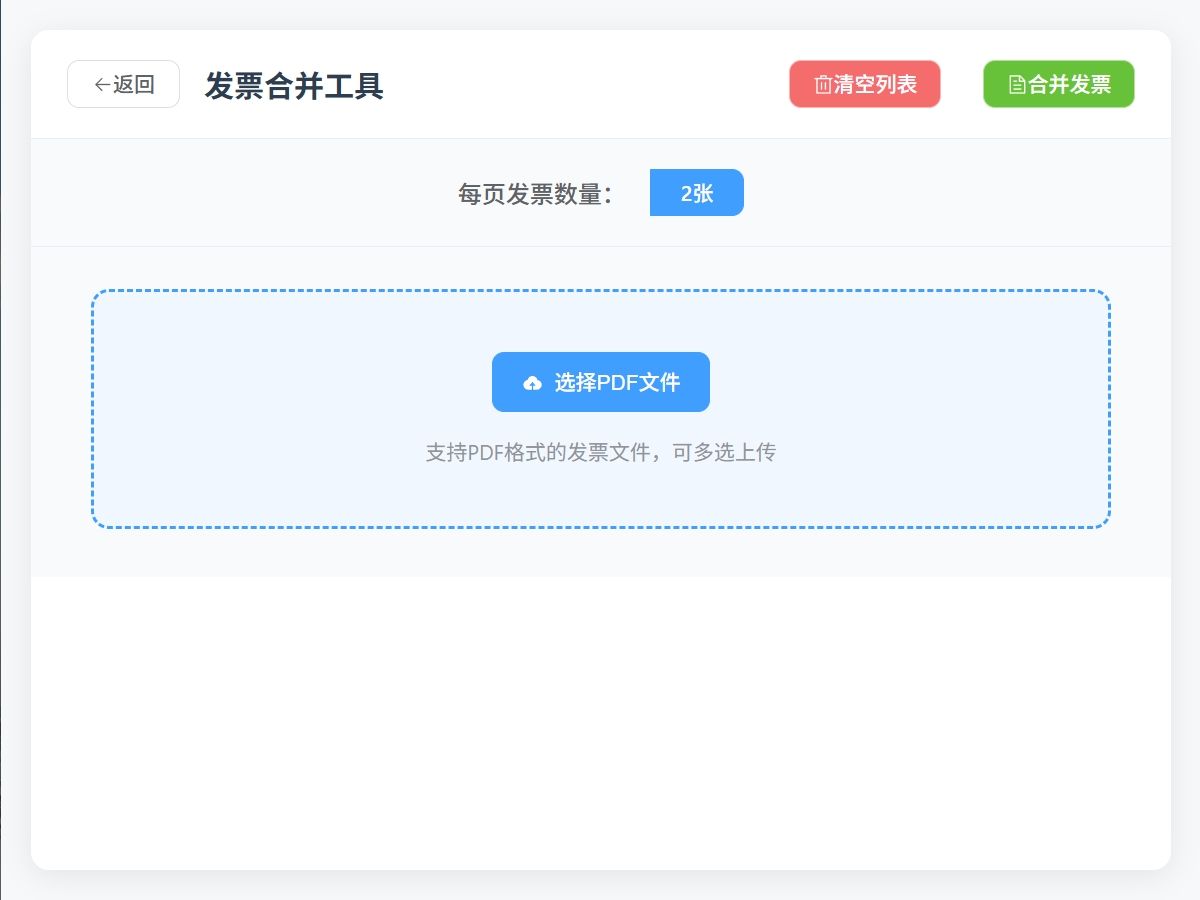 返回
发票合并工具
清空列表
合并发票
每页发票数量：
2张
选择PDF文件
支持PDF格式的发票文件，可多选上传